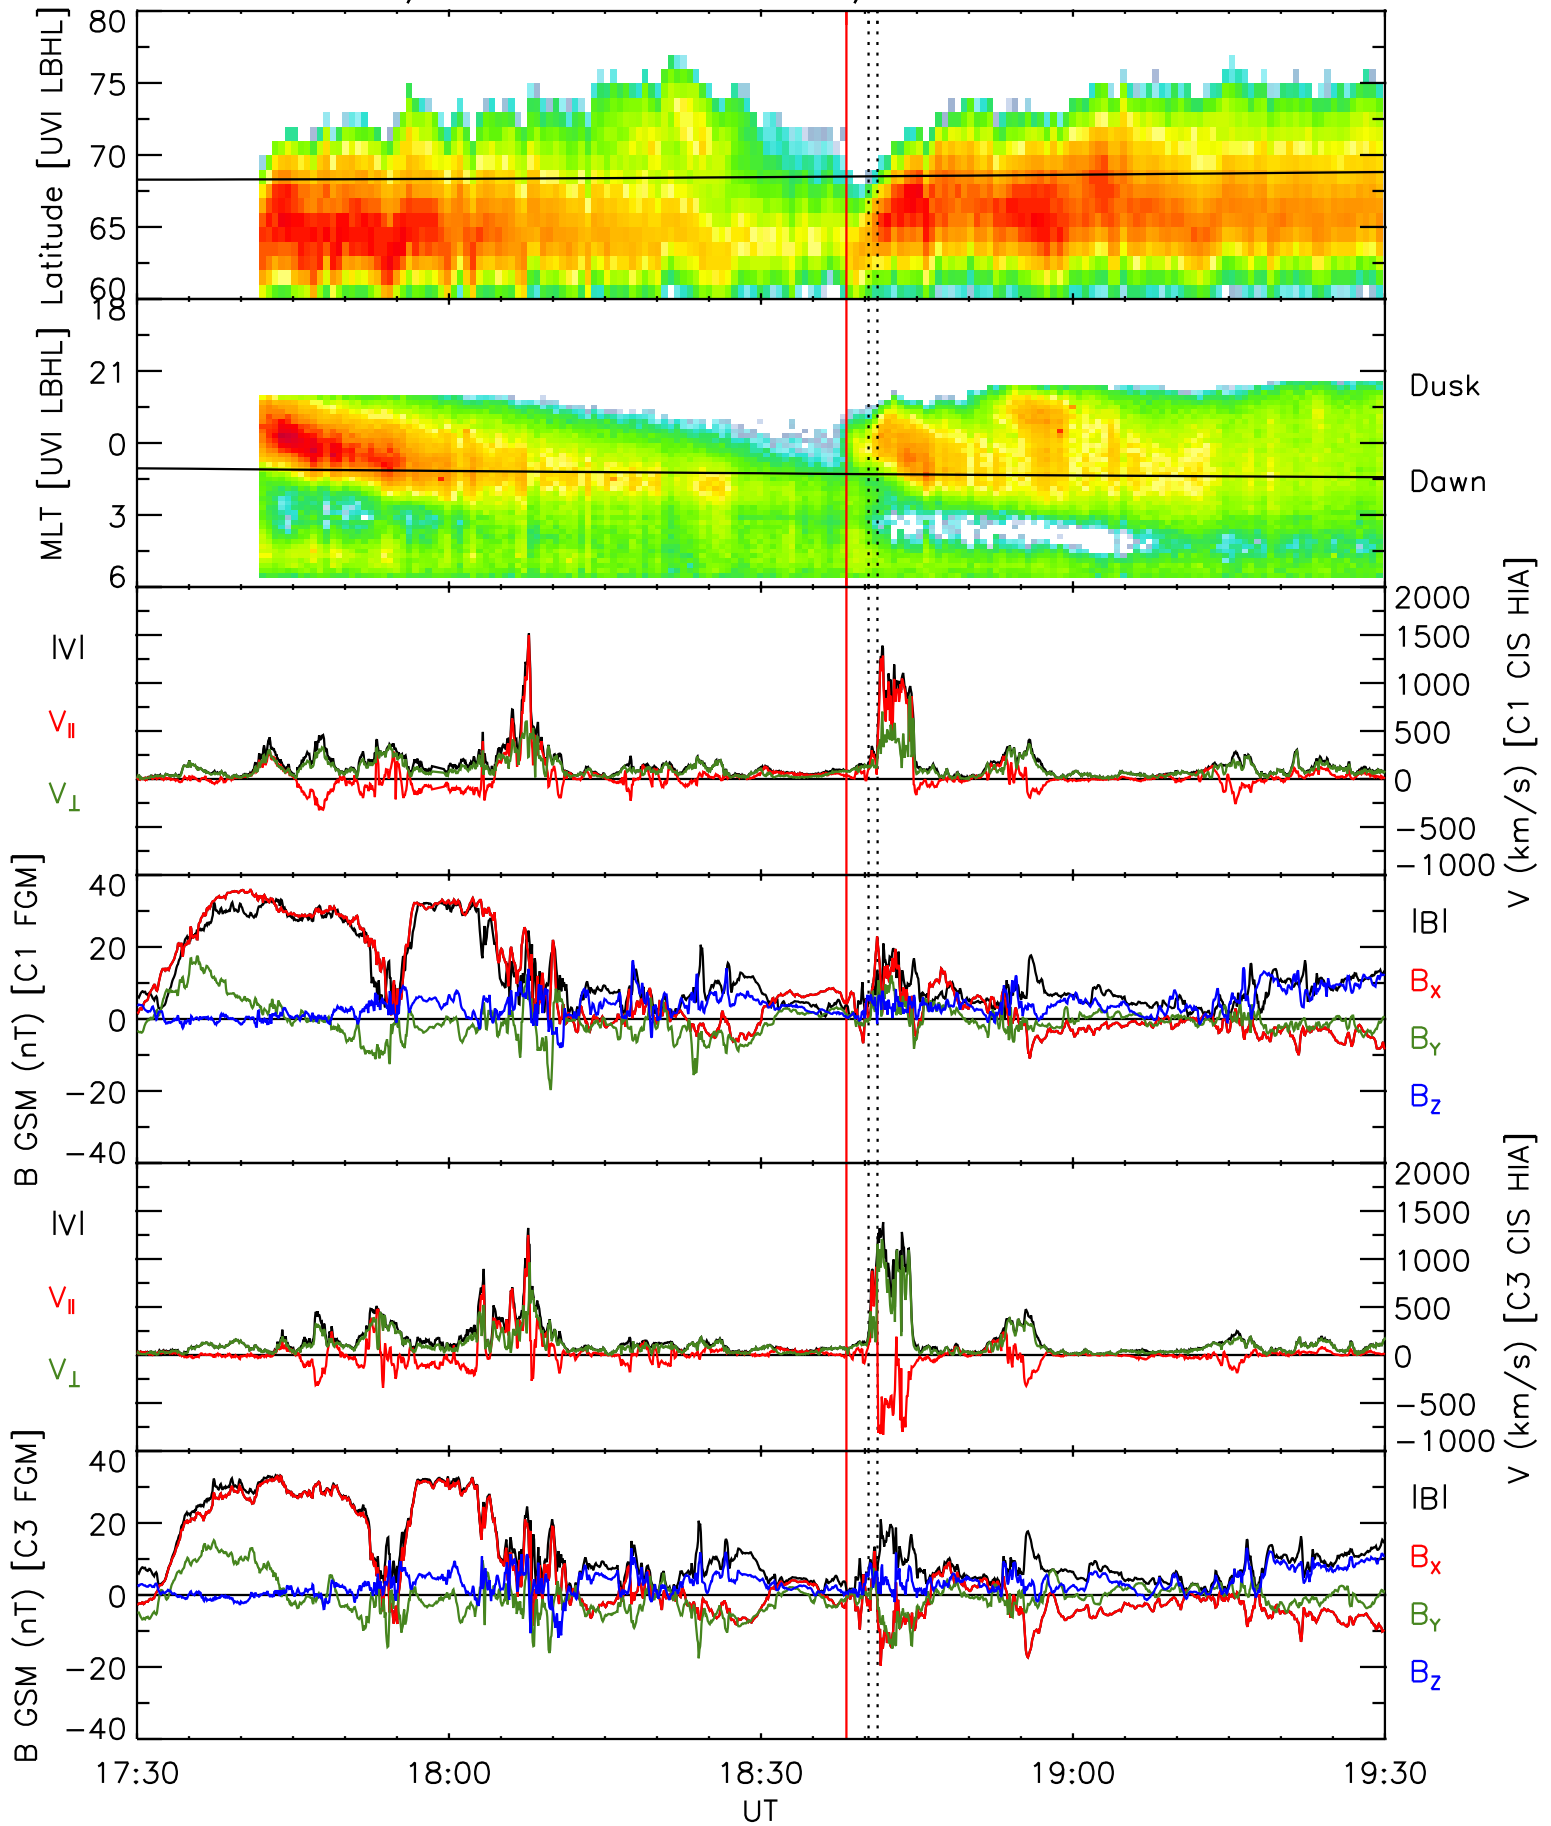 80
75
70
65
60
Latitude [UVI LBHL]
18
21
0
3
6
MLT [UVI LBHL]
Dusk
Dawn
|V|
V∥
V⊥
2000
1500
1000
500
0
-500
-1000
V (km/s) [C1 CIS HIA]
40
20
0
-20
-40
B GSM (nT) [C1 FGM]
|B|
BX
BY
BZ
|V|
V∥
V⊥
2000
1500
1000
500
0
-500
-1000
V (km/s) [C3 CIS HIA]
40
20
0
-20
-40
B GSM (nT) [C3 FGM]
|B|
BX
BY
BZ
17:30
18:00
18:30
19:00
19:30
UT